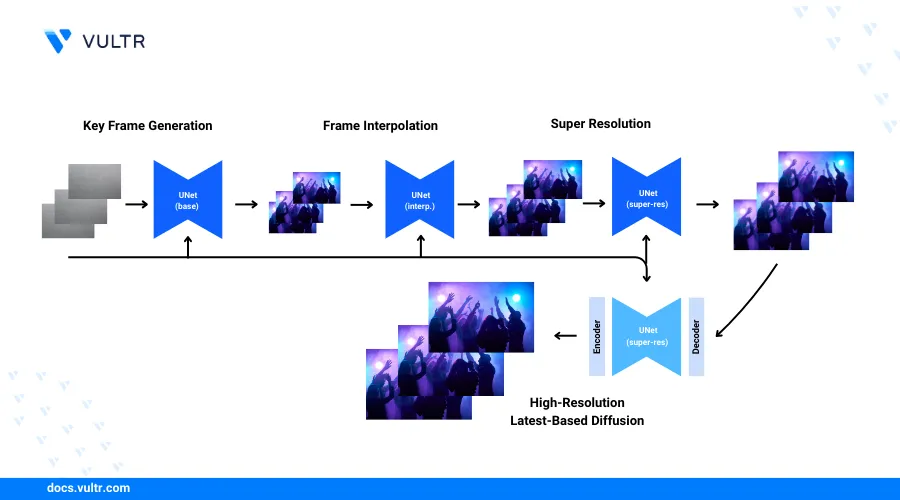 VULTR
Key Frame Generation
Frame Interpolation
Super Resolution
UNet
(base)
UNet
(interp.)
UNet
(super-res)
Encoder
UNet
(super-res)
Decoder
High-Resolution
Latest-Based Diffusion
docs.vultr.com